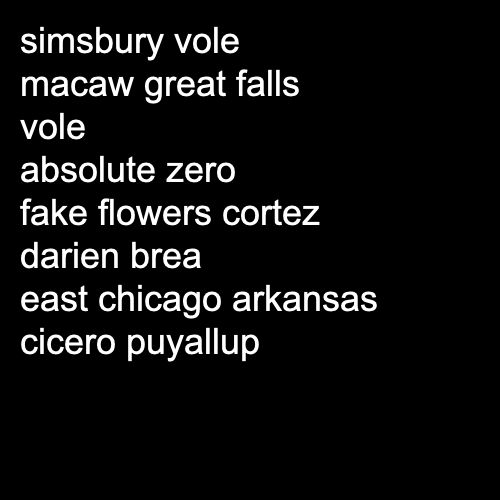 simsbury vole
macaw great falls
vole
absolute zero
fake flowers cortez
darien brea
east chicago arkansas
cicero puyallup